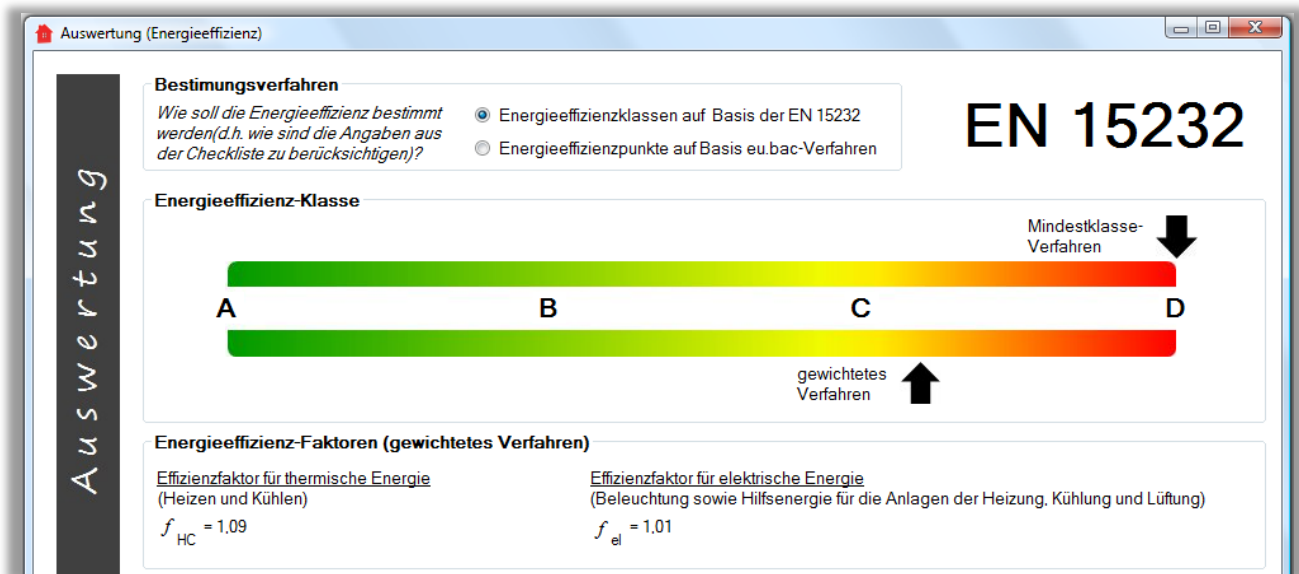 Auswertung (Energieeffizienz)
Auswertung
Bestimungsverfahren
Wie soll die Energieeffizienz bestimmt
werden(d.h. wie sind die Angaben aus
der Checkliste zu berücksichtigen)?
Energieeffizienzklassen auf Basis der EN 15232
Energieeffizienzpunkte auf Basis eu.bac-Verfahren
EN 15232
Energieeffizienz-Klasse
Mindestklasse-
Verfahren
A B C D
gewichtetes
Verfahren
Energieeffizienz-Faktoren (gewichtetes Verfahren)
Effizienzfaktor für thermische Energie
(Heizen und Kühlen)
f HC = 1,09
Effizienzfaktor für elektrische Energie
(Beleuchtung sowie Hilfsenergie für die Anlagen der Heizung, Kühlung und Lüftung)
f el = 1,01